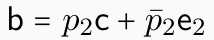 b = p₂c + p̄₂e₂